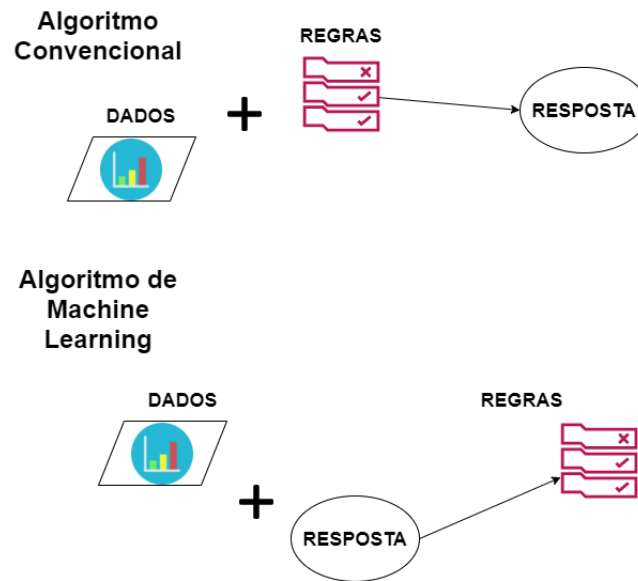 Algoritmo
Convencional
REGRAS
DADOS
+
RESPOSTA
Algoritmo de
Machine
Learning
DADOS
REGRAS
+
RESPOSTA